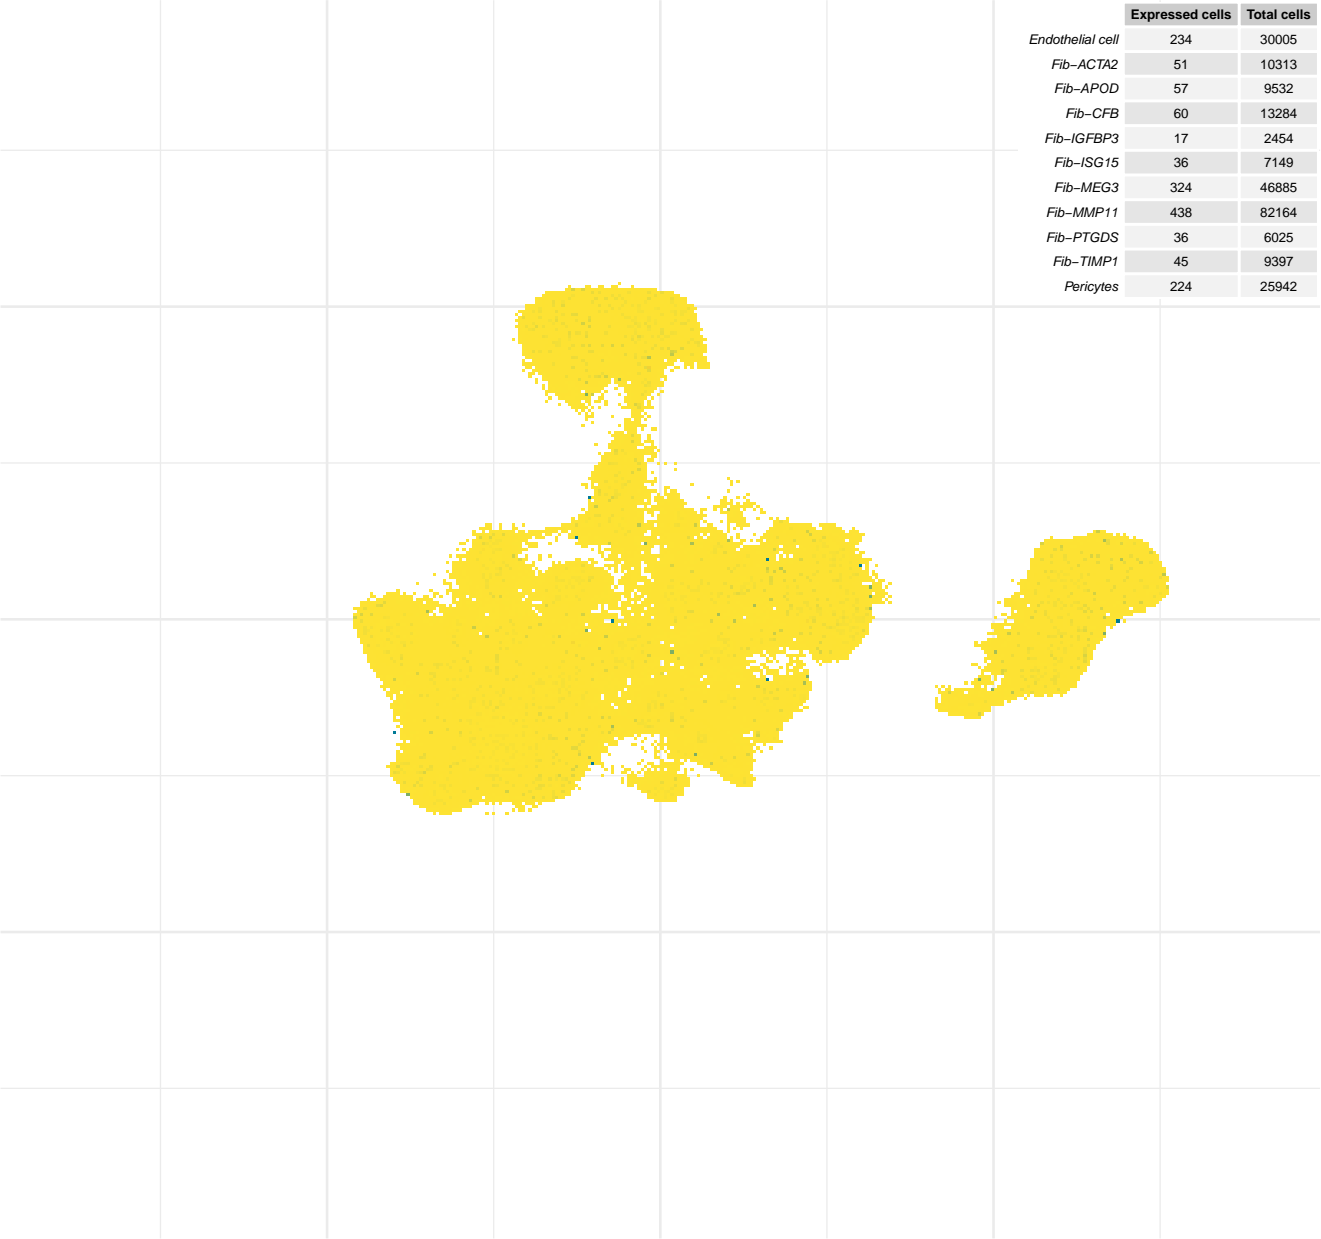 Expressed cells Total cells
Endothelial cell 234 30005
Fib−ACTA2 51 10313
Fib−APOD 57 9532
Fib−CFB 60 13284
Fib−IGFBP3 17 2454
Fib−ISG15 36 7149
Fib−MEG3 324 46885
Fib−MMP11 438 82164
Fib−PTGDS 36 6025
Fib−TIMP1 45 9397
Pericytes 224 25942